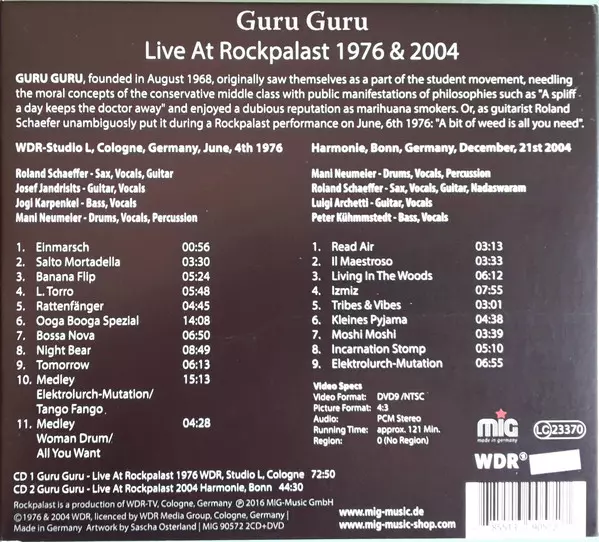 Guru Guru
Live At Rockpalast 1976 & 2004
GURU GURU, founded in August 1968, originally saw themselves as a part of the student movement, needling
the moral concepts of the conservative middle class with public manifestations of philosophies such as "A spliff
a day keeps the doctor away" and enjoyed a dubious reputation as marihuana smokers. Or, as guitarist Roland
Schaefer unambiguously put it during a Rockpalast performance on June, 6th 1976: "A bit of weed is all you need".
WDR-Studio L, Cologne, Germany, June, 4th 1976
Roland Schaeffer - Sax, Vocals, Guitar
Josef Jandrisits - Guitar, Vocals
Jogi Karpenkel - Bass, Vocals
Mani Neumeier - Drums, Vocals, Percussion
1. Einmarsch 00:56
2. Salto Mortadella 03:30
3. Banana Flip 05:24
4. L. Torro 05:48
5. Rattenfänger 04:45
6. Ooga Booga Spezial 14:08
7. Bossa Nova 06:50
8. Night Bear 08:49
9. Tomorrow 06:13
10. Medley 15:13
Elektrolurch-Mutation/
Tango Fango
11. Medley 04:28
Woman Drum/
All You Want
Harmonie, Bonn, Germany, December, 21st 2004
Mani Neumeier - Drums, Vocals, Percussion
Roland Schaeffer - Sax, Vocals, Guitar, Nadaswaram
Luigi Archetti - Guitar, Vocals
Peter Kühmmstedt - Bass, Vocals
1. Read Air 03:13
2. Il Maestroso 03:33
3. Living In The Woods 06:12
4. Izmiz 07:55
5. Tribes & Vibes 03:01
6. Kleines Pyjama 04:38
7. Moshi Moshi 03:39
8. Incarnation Stomp 05:10
9. Elektrolurch-Mutation 06:55
Video Specs
Video Format: DVD9 /NTSC
Picture Format: 4:3
Audio: PCM Stereo
Running Time: approx. 121 Min.
Region: 0 (No Region)
mig
made in germany
LC 23370
WDR
CD 1 Guru Guru - Live At Rockpalast 1976 WDR, Studio L, Cologne 72:50
CD 2 Guru Guru - Live At Rockpalast 2004 Harmonie, Bonn 44:30
Rockpalast is a production of WDR-TV, Cologne, Germany ℗ 2016 MIG-Music GmbH
©1976 & 2004 WDR, licenced by WDR Media Group, Cologne, Germany |
Made in Germany Artwork by Sascha Osterland | MIG 90572 2CD+DVD
www.mig-music.de
www.mig-music-shop.com